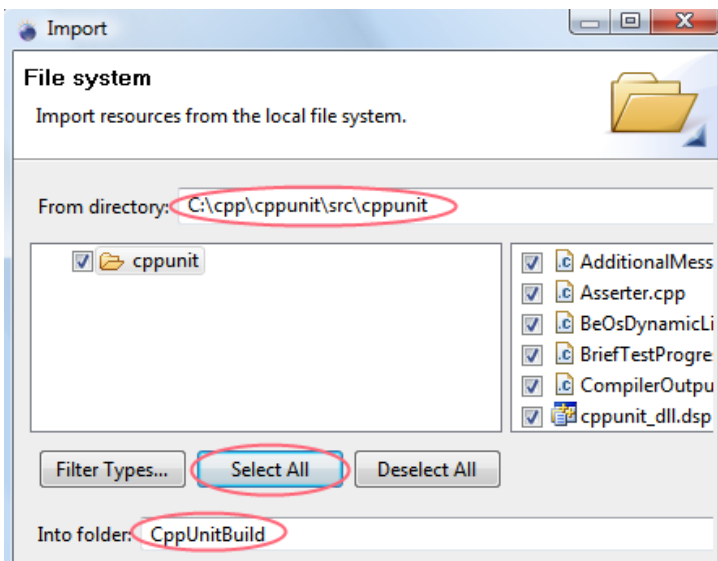 Import
File system
Import resources from the local file system.
From directory: C:\cpp\cppunit\src\cppunit
cppunit
AdditionalMess
Asserter.cpp
BeOsDynamicLi
BriefTestProgre
CompilerOutpu
cppunit_dll.dsp
Filter Types... Select All Deselect All
Into folder: CppUnitBuild